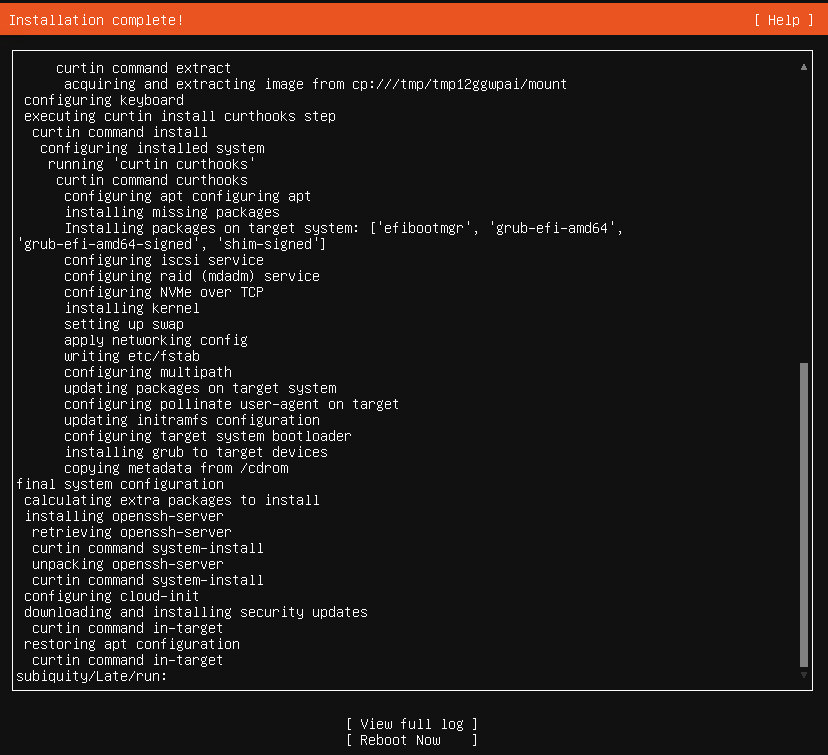 Installation complete! [ Help ]
curtin command extract
acquiring and extracting image from cp:///tmp/tmp12ggwpai/mount
configuring keyboard
executing curtin install curthooks step
curtin command install
configuring installed system
running 'curtin curthooks'
curtin command curthooks
configuring apt configuring apt
installing missing packages
Installing packages on target system: ['efibootmgr', 'grub-efi-amd64',
'grub-efi-amd64-signed', 'shim-signed']
configuring iscsi service
configuring raid (mdadm) service
configuring NVMe over TCP
installing kernel
setting up swap
apply networking config
writing etc/fstab
configuring multipath
updating packages on target system
configuring pollinate user-agent on target
updating initramfs configuration
configuring target system bootloader
installing grub to target devices
copying metadata from /cdrom
final system configuration
calculating extra packages to install
installing openssh-server
retrieving openssh-server
curtin command system-install
unpacking openssh-server
curtin command system-install
configuring cloud-init
downloading and installing security updates
curtin command in-target
restoring apt configuration
curtin command in-target
subiquity/Late/run:
[ View full log ]
[ Reboot Now ]